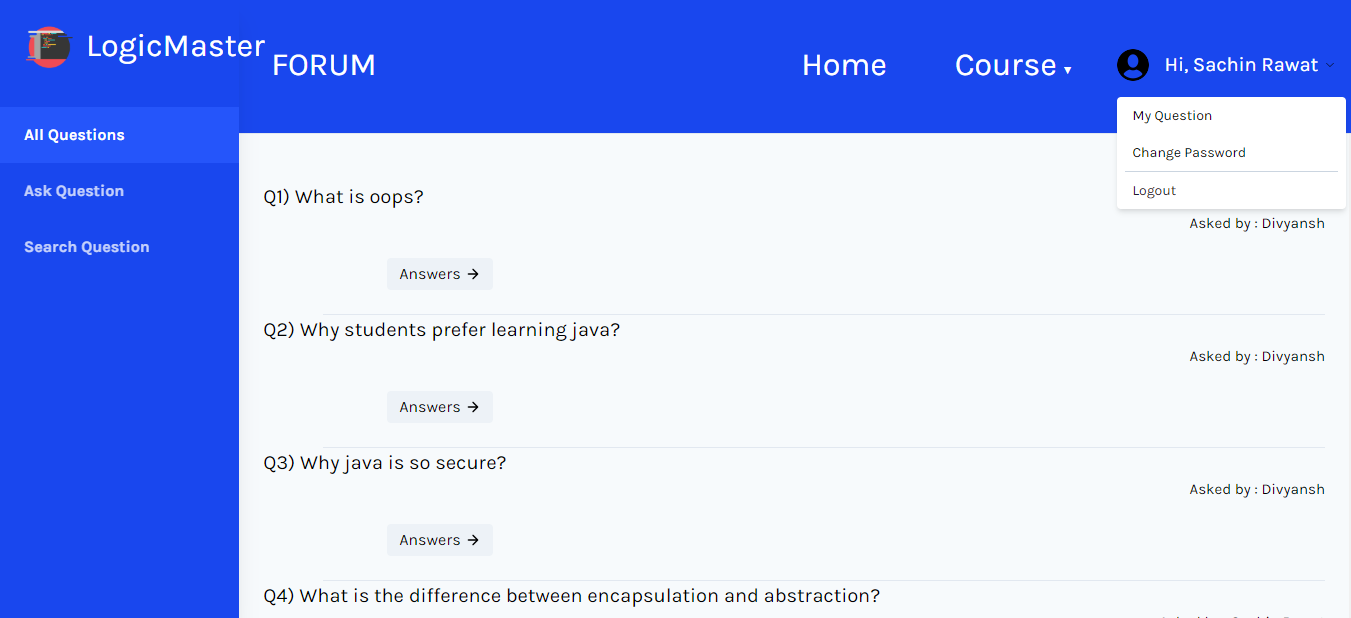 LogicMaster
FORUM
Home
Course ▾
Hi, Sachin Rawat
My Question
Change Password
Logout
All Questions
Ask Question
Search Question
Q1) What is oops?
Asked by : Divyansh
Answers →
Q2) Why students prefer learning java?
Asked by : Divyansh
Answers →
Q3) Why java is so secure?
Asked by : Divyansh
Answers →
Q4) What is the difference between encapsulation and abstraction?